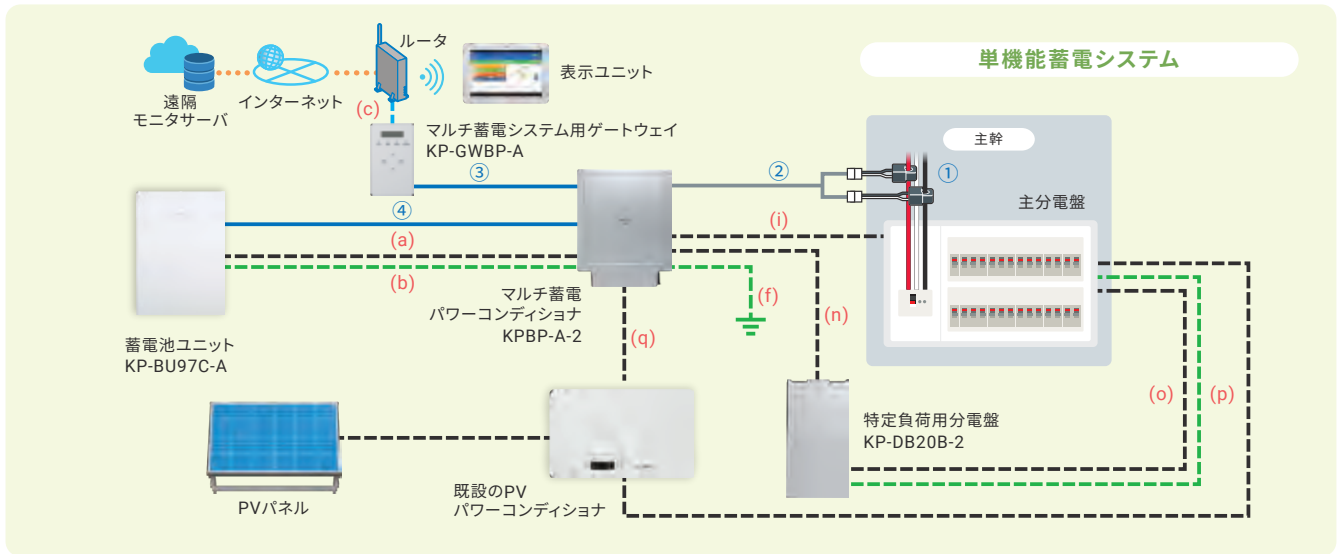 単機能蓄電システム
ルータ
表示ユニット
遠隔
モニタサーバ
インターネット
(c)
マルチ蓄電システム用ゲートウェイ
KP-GWBP-A
主幹
③
②
①
主分電盤
④
(a)
(i)
(b)
(f)
(n)
マルチ蓄電
パワーコンディショナ
KPBP-A-2
(q)
蓄電池ユニット
KP-BU97C-A
(o)
(p)
特定負荷用分電盤
KP-DB20B-2
既設のPV
パワーコンディショナ
PVパネル